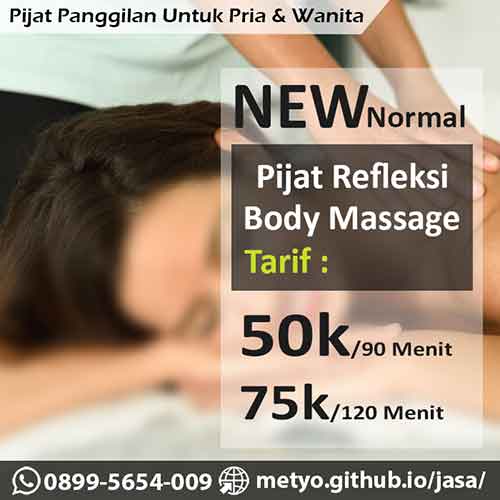 Pijat Panggilan Untuk Pria & Wanita
NEW Normal
Pijat Refleksi
Body Massage
Tarif :
50k/90 Menit
75k/120 Menit
0899-5654-009 metyo.github.io/jasa/